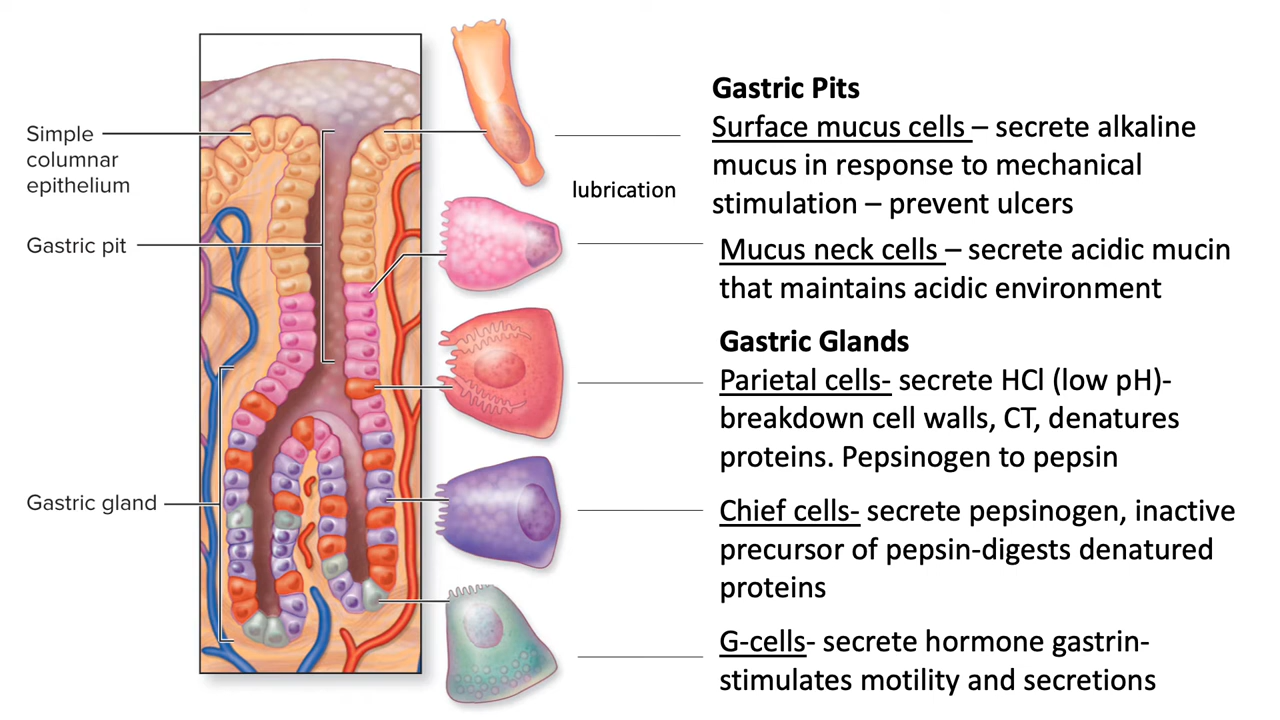 Simple
columnar
epithelium
Gastric pit
Gastric gland
lubrication
Gastric Pits
Surface mucus cells – secrete alkaline
mucus in response to mechanical
stimulation – prevent ulcers
Mucus neck cells – secrete acidic mucin
that maintains acidic environment
Gastric Glands
Parietal cells- secrete HCl (low pH)-
breakdown cell walls, CT, denatures
proteins. Pepsinogen to pepsin
Chief cells- secrete pepsinogen, inactive
precursor of pepsin-digests denatured
proteins
G-cells- secrete hormone gastrin-
stimulates motility and secretions